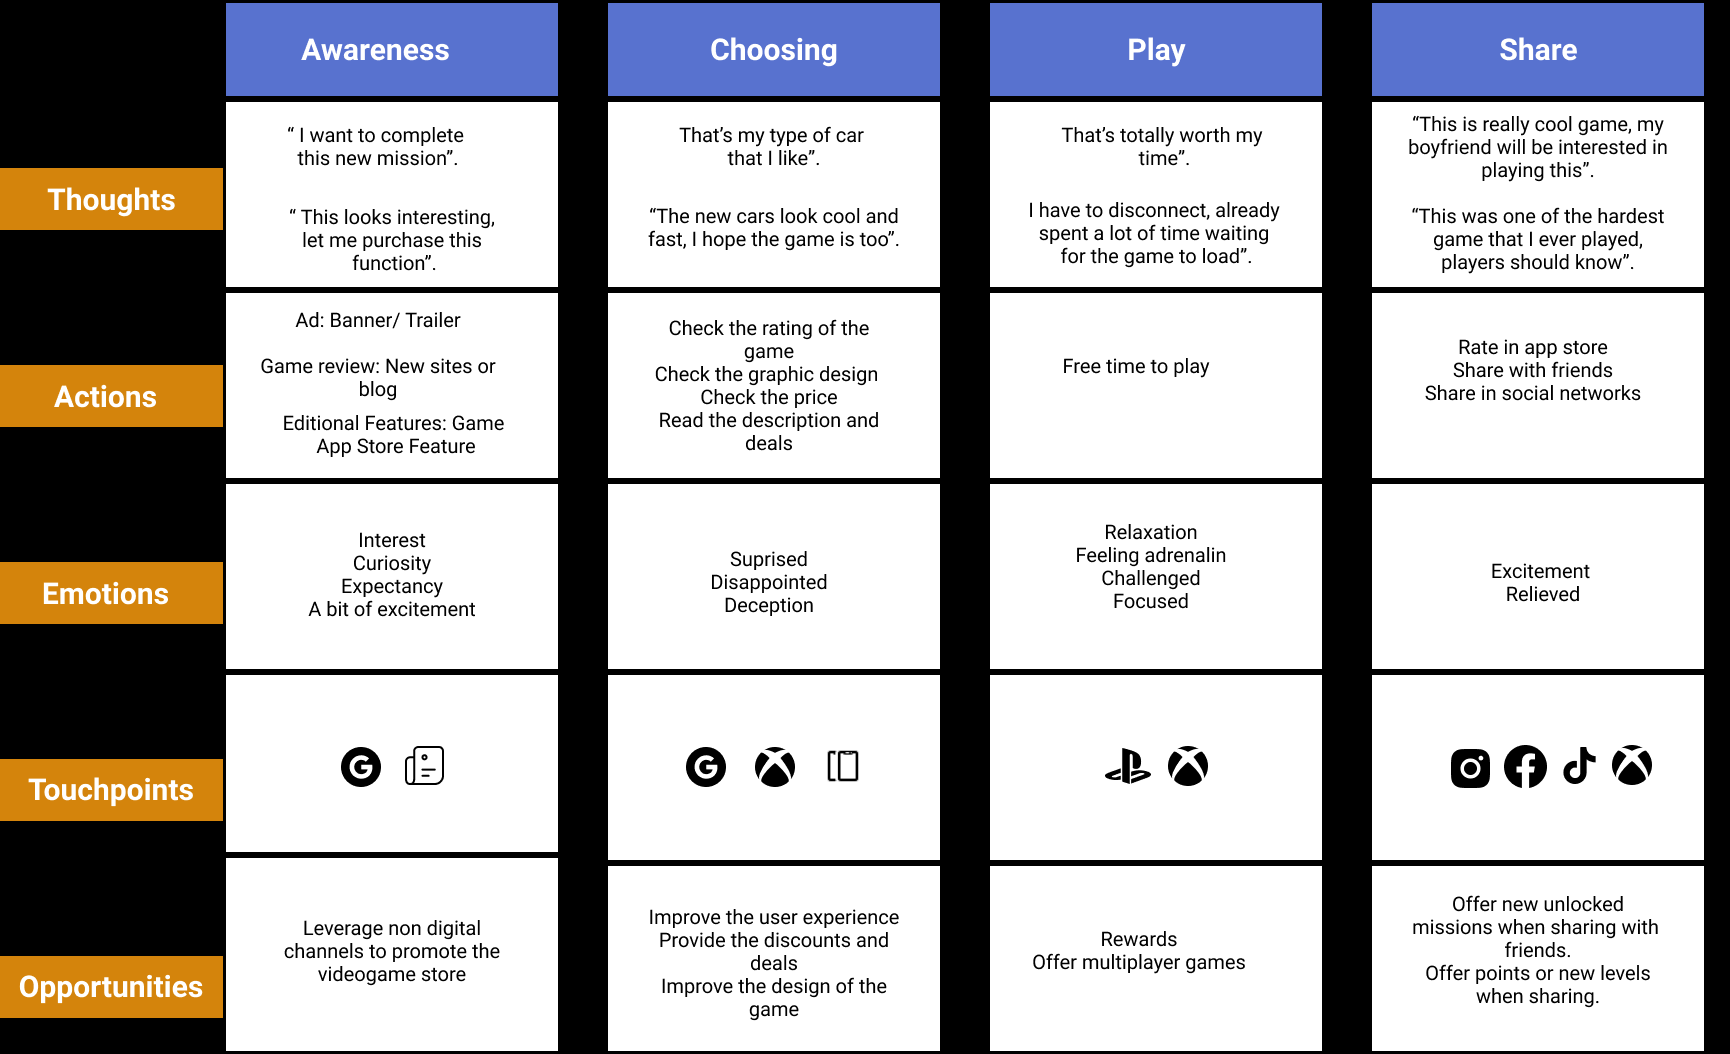 Awareness
Choosing
Play
Share
Thoughts
“ I want to complete
this new mission”.
“ This looks interesting,
let me purchase this
function”.
That’s my type of car
that I like”.
“The new cars look cool and
fast, I hope the game is too”.
That’s totally worth my
time”.
I have to disconnect, already
spent a lot of time waiting
for the game to load”.
“This is really cool game, my
boyfriend will be interested in
playing this”.
“This was one of the hardest
game that I ever played,
players should know”.
Actions
Ad: Banner/ Trailer
Game review: New sites or
blog
Editional Features: Game
App Store Feature
Check the rating of the
game
Check the graphic design
Check the price
Read the description and
deals
Free time to play
Rate in app store
Share with friends
Share in social networks
Emotions
Interest
Curiosity
Expectancy
A bit of excitement
Suprised
Disappointed
Deception
Relaxation
Feeling adrenalin
Challenged
Focused
Excitement
Relieved
Touchpoints
Opportunities
Leverage non digital
channels to promote the
videogame store
Improve the user experience
Provide the discounts and
deals
Improve the design of the
game
Rewards
Offer multiplayer games
Offer new unlocked
missions when sharing with
friends.
Offer points or new levels
when sharing.